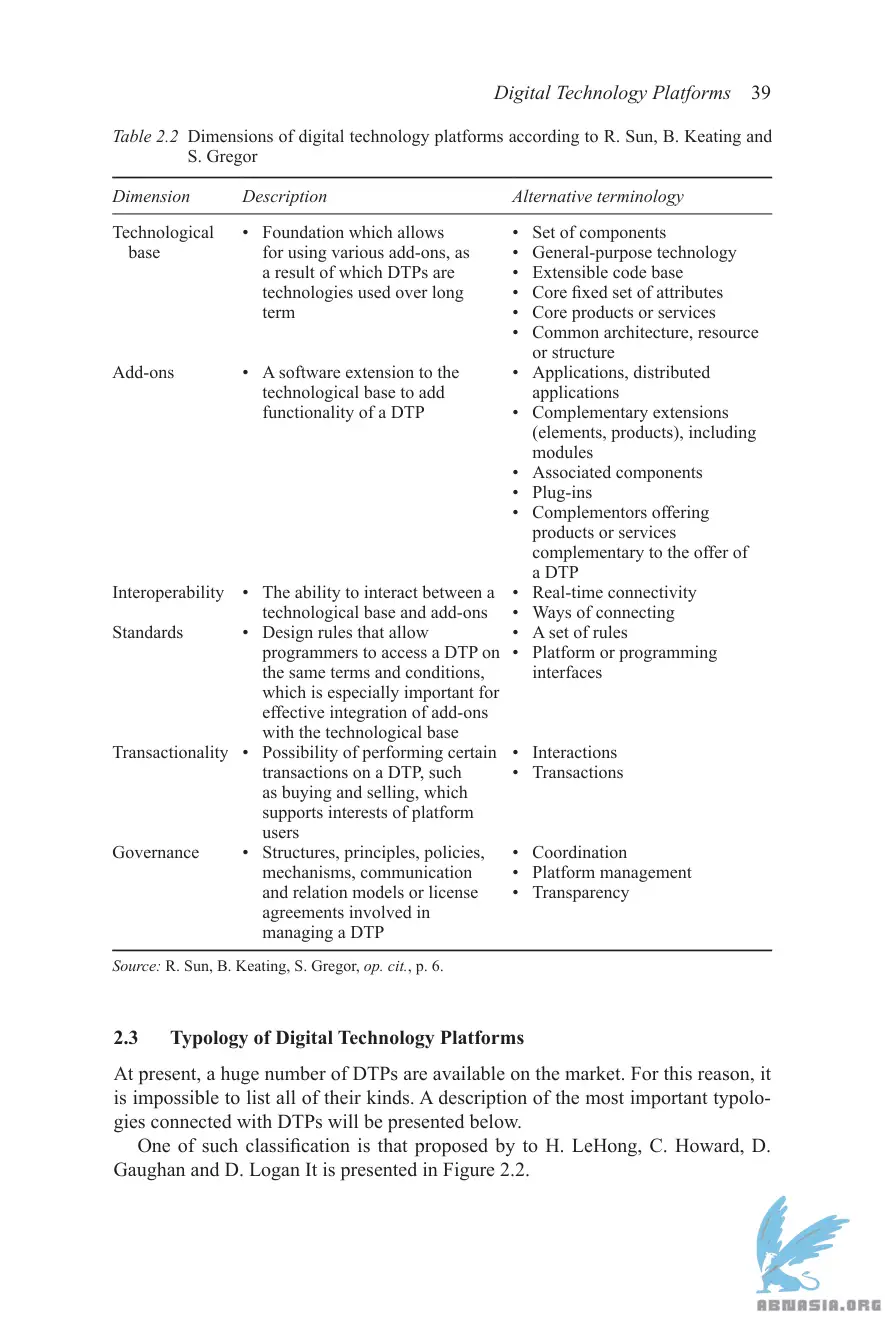 Digital Technology Platforms 39
Table 2.2 Dimensions of digital technology platforms according to R. Sun, B. Keating and
S. Gregor
Dimension Description Alternative terminology
Technological • Foundation which allows • Set of components
base for using various add-ons, as • General-purpose technology
a result of which DTPs are • Extensible code base
technologies used over long • Core fixed set of attributes
term • Core products or services
• Common architecture, resource
or structure
Add-ons • A software extension to the • Applications, distributed
technological base to add applications
functionality of a DTP • Complementary extensions
(elements, products), including
modules
• Associated components
• Plug-ins
• Complementors offering
products or services
complementary to the offer of
a DTP
Interoperability • The ability to interact between a • Real-time connectivity
technological base and add-ons • Ways of connecting
Standards • Design rules that allow • A set of rules
programmers to access a DTP on • Platform or programming
the same terms and conditions, interfaces
which is especially important for
effective integration of add-ons
with the technological base
Transactionality • Possibility of performing certain • Interactions
transactions on a DTP, such • Transactions
as buying and selling, which
supports interests of platform
users
Governance • Structures, principles, policies, • Coordination
mechanisms, communication • Platform management
and relation models or license • Transparency
agreements involved in
managing a DTP
Source: R. Sun, B. Keating, S. Gregor, op. cit., p. 6.
2.3 Typology of Digital Technology Platforms
At present, a huge number of DTPs are available on the market. For this reason, it
is impossible to list all of their kinds. A description of the most important typolo-
gies connected with DTPs will be presented below.
One of such classification is that proposed by to H. LeHong, C. Howard, D.
Gaughan and D. Logan It is presented in Figure 2.2.
ABNASIA.ORG